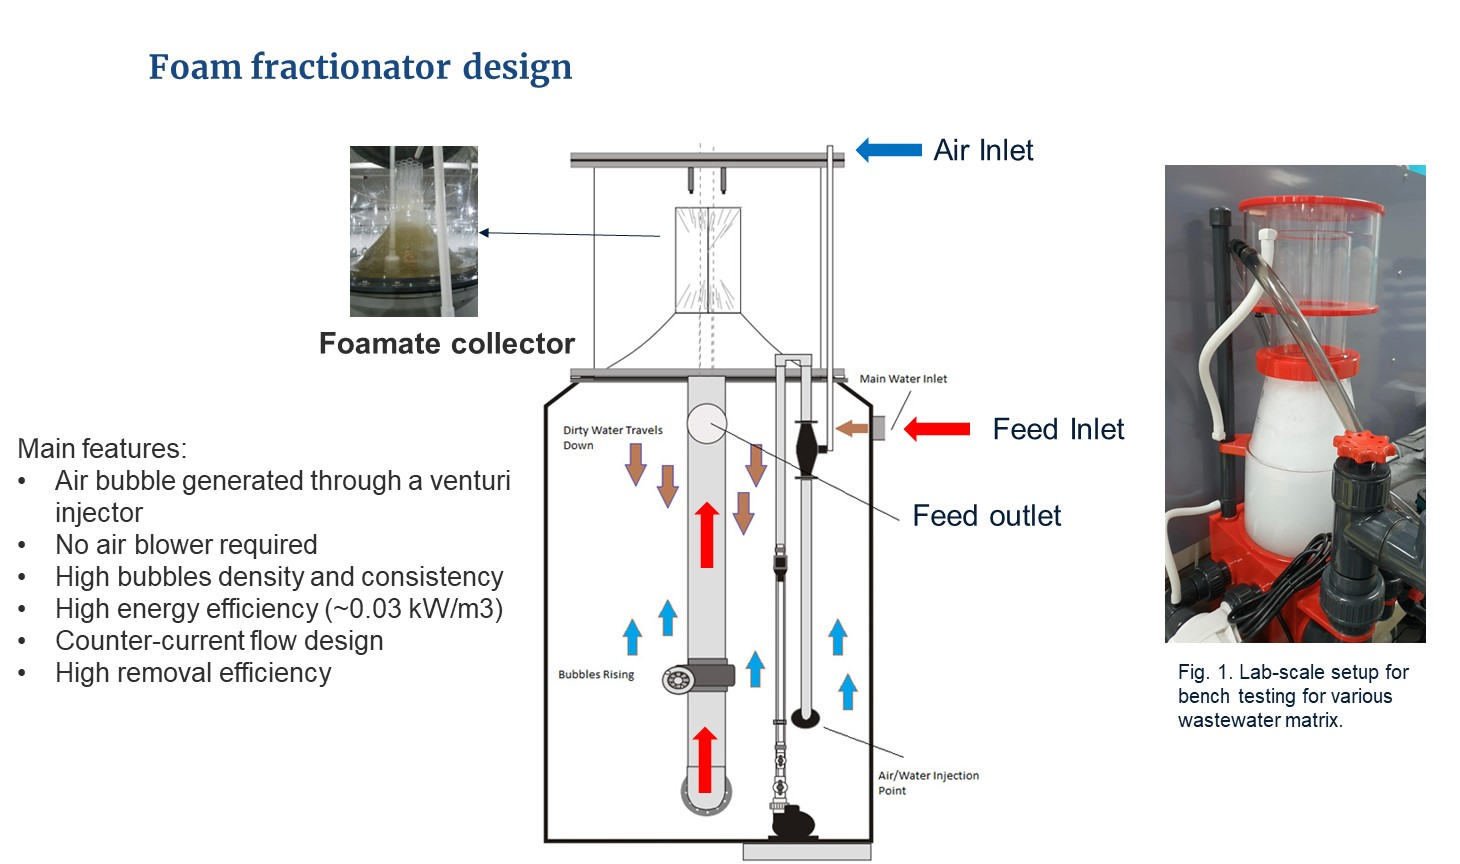 Foam fractionator design
Air Inlet
Foamate collector
Main Water Inlet
Feed Inlet
Dirty Water Travels
Down
Feed outlet
Main features:
• Air bubble generated through a venturi
injector
• No air blower required
• High bubbles density and consistency
• High energy efficiency (~0.03 kW/m3)
• Counter-current flow design
• High removal efficiency
Bubbles Rising
Air/Water Injection
Point
Fig. 1. Lab-scale setup for
bench testing for various
wastewater matrix.